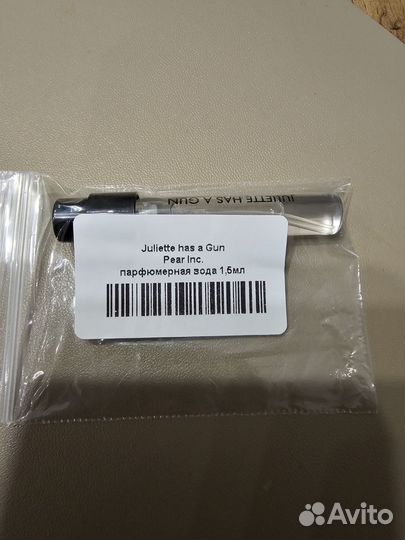 JULIETTE HAS A GUN
Juliette has a Gun
Pear Inc.
парфюмерная вода 1,5мл
Avito